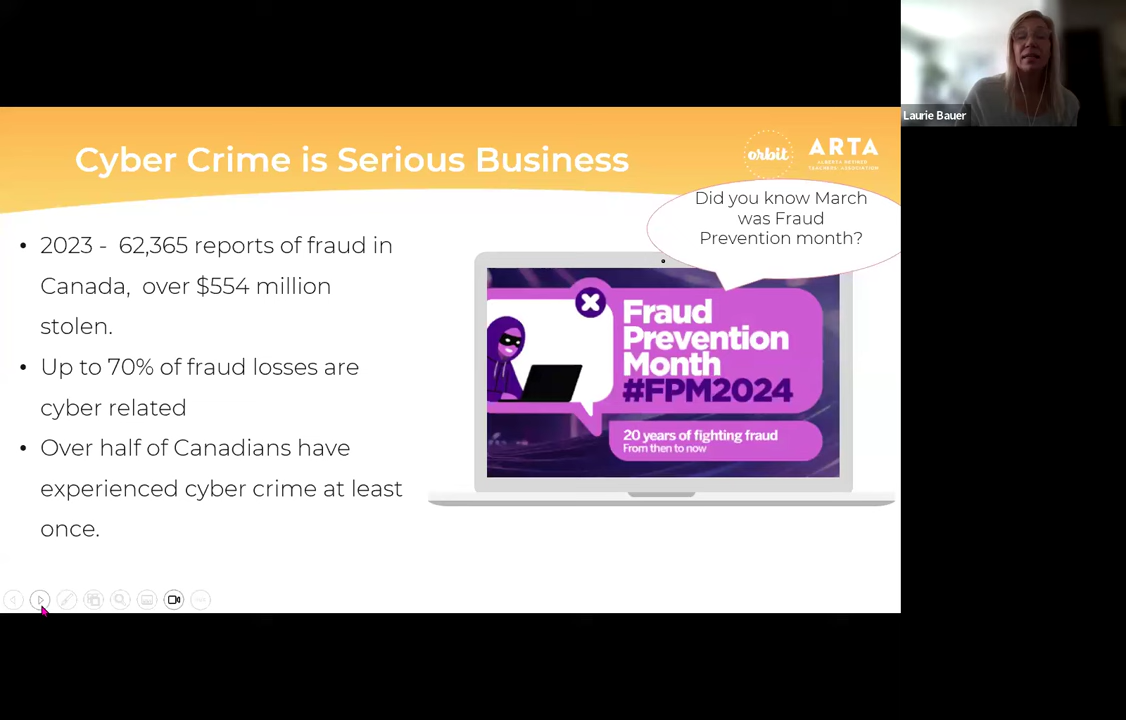 Laurie Bauer
Cyber Crime is Serious Business
orbit
ARTA
ALBERTA RETIRED
TEACHERS' ASSOCIATION
Did you know March
was Fraud
Prevention month?
• 2023 -  62,365 reports of fraud in
Canada,  over $554 million
stolen.
• Up to 70% of fraud losses are
cyber related
• Over half of Canadians have
experienced cyber crime at least
once.
Fraud
Prevention
Month
#FPM2024
20 years of fighting fraud
From then to now